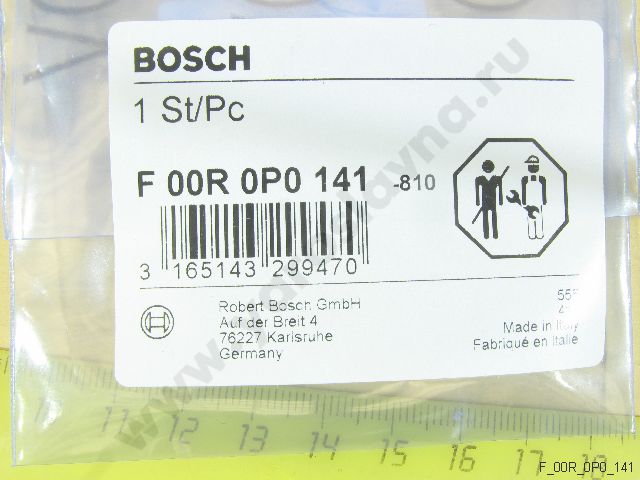 BOSCH
1 St/Pc
F 00R 0P0 141 -810
3 165143 299470
Robert Bosch GmbH
Auf der Breit 4
76227 Karlsruhe
Germany
Made in Italy
Fabriqué en Italie
11 12 13 14 15 16 17 18
F_00R_0P0_141